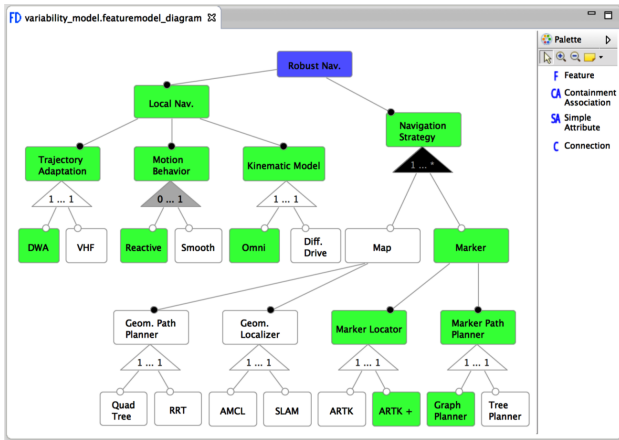 FD variability_model.featuremodel_diagram
Palette
F Feature
CA Containment
Association
SA Simple
Attribute
C Connection
Robust Nav.
Local Nav.
Navigation
Strategy
Trajectory
Adaptation
Motion
Behavior
Kinematic Model
1 ... *
1 ... 1
0 ... 1
1 ... 1
DWA
VHF
Reactive
Smooth
Omni
Diff.
Drive
Map
Marker
Geom. Path
Planner
Geom.
Localizer
Marker Locator
Marker Path
Planner
1 ... 1
1 ... 1
1 ... 1
1 ... 1
Quad
Tree
RRT
AMCL
SLAM
ARTK
ARTK +
Graph
Planner
Tree
Planner